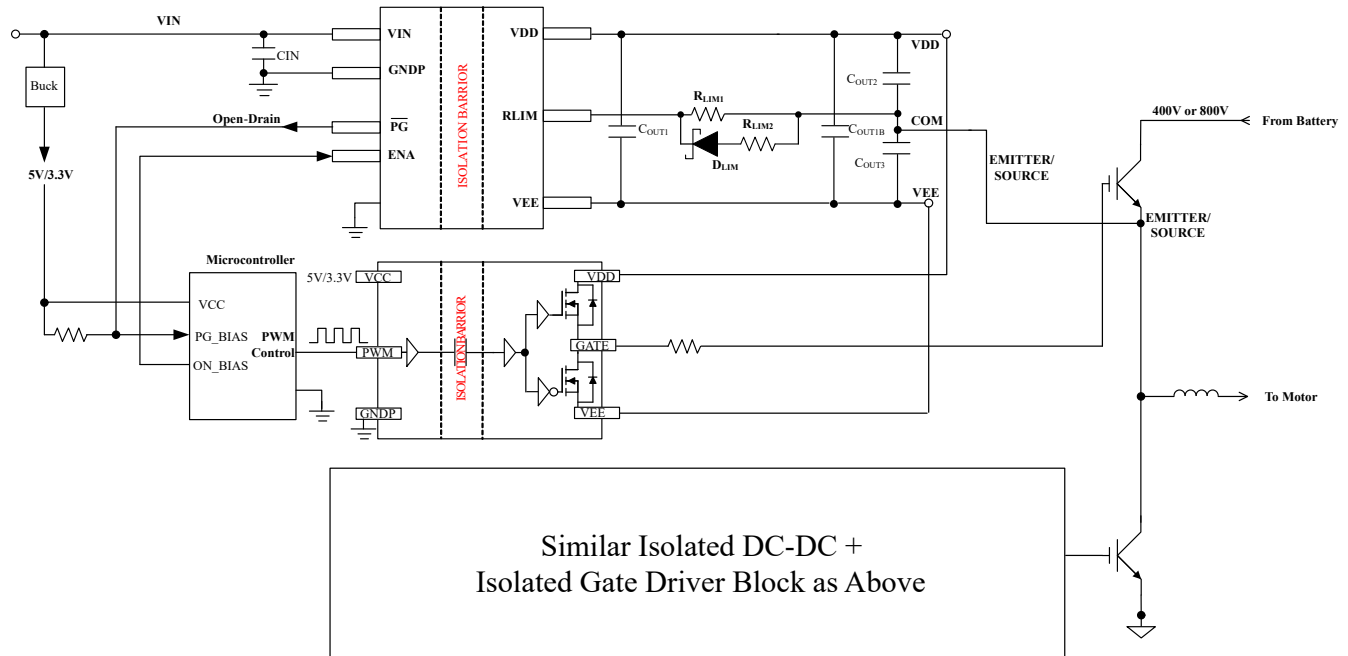 VIN
VIN
CIN
GNDP
Buck
Open-Drain
PG
ENA
5V/3.3V
ISOLATION BARRIOR
VDD
RLIM
VEE
COUT1
RLIM1
RLIM2
DLIM
COUT1B
VDD
COUT2
COM
COUT3
VEE
EMITTER/
SOURCE
400V or 800V
From Battery
EMITTER/
SOURCE
Microcontroller
VCC
PG_BIAS
ON_BIAS
PWM
Control
5V/3.3V
VCC
PWM
GNDP
ISOLATION BARRIOR
VDD
GATE
VEE
To Motor
Similar Isolated DC-DC +
Isolated Gate Driver Block as Above